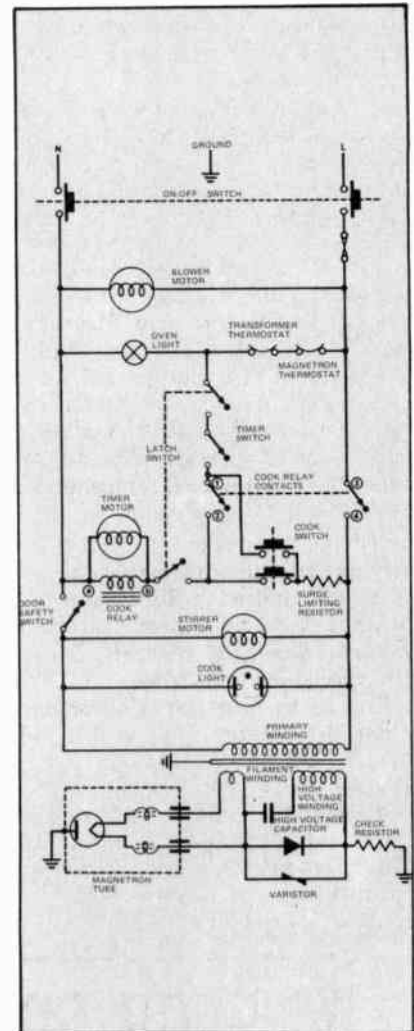 N
GROUND
L
ON-OFF SWITCH
BLOWER
MOTOR
OVEN
LIGHT
TRANSFORMER
THERMOSTAT
MAGNETRON
THERMOSTAT
LATCH
SWITCH
TIMER
SWITCH
COOK RELAY
CONTACTS
1
3
2
4
COOK
SWITCH
TIMER
MOTOR
DOOR
SAFETY
SWITCH
COOK
RELAY
SURGE
LIMITING
RESISTOR
STIRRER
MOTOR
COOK
LIGHT
PRIMARY
WINDING
FILAMENT
WINDING
HIGH
VOLTAGE
WINDING
HIGH VOLTAGE
CAPACITOR
CHECK
RESISTOR
MAGNETRON
TUBE
VARISTOR